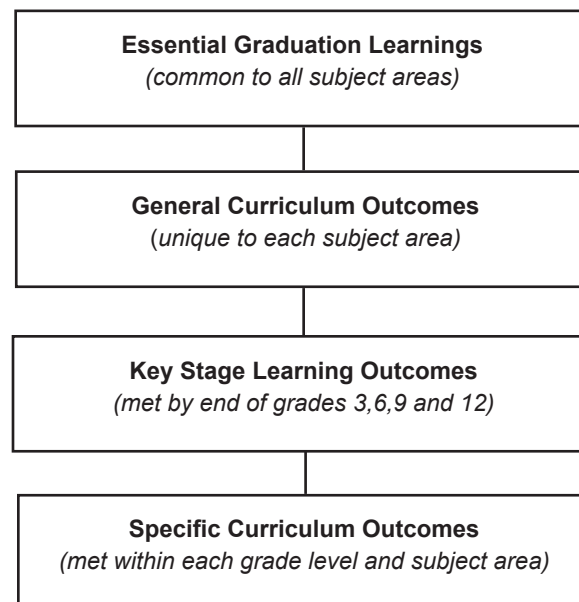 Essential Graduation Learnings
(common to all subject areas)
General Curriculum Outcomes
(unique to each subject area)
Key Stage Learning Outcomes
(met by end of grades 3,6,9 and 12)
Specific Curriculum Outcomes
(met within each grade level and subject area)